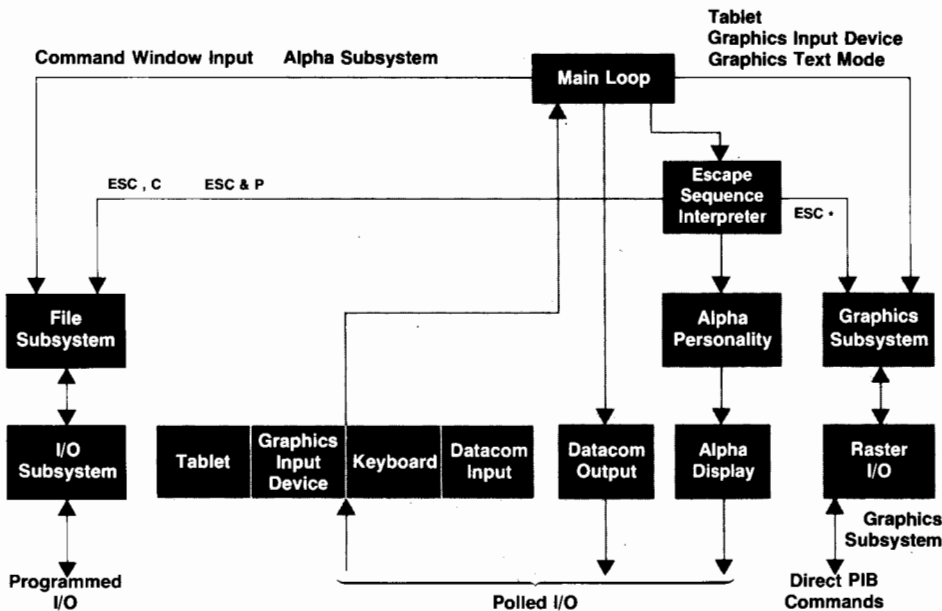 Tablet
Graphics Input Device
Graphics Text Mode
Command Window Input
Alpha Subsystem
Main Loop
ESC , C
ESC & P
Escape
Sequence
Interpreter
ESC *
File
Subsystem
Alpha
Personality
Graphics
Subsystem
I/O
Subsystem
Tablet
Graphics
Input
Device
Keyboard
Datacom
Input
Datacom
Output
Alpha
Display
Raster
I/O
Graphics
Subsystem
Programmed
I/O
Polled I/O
Direct PIB
Commands